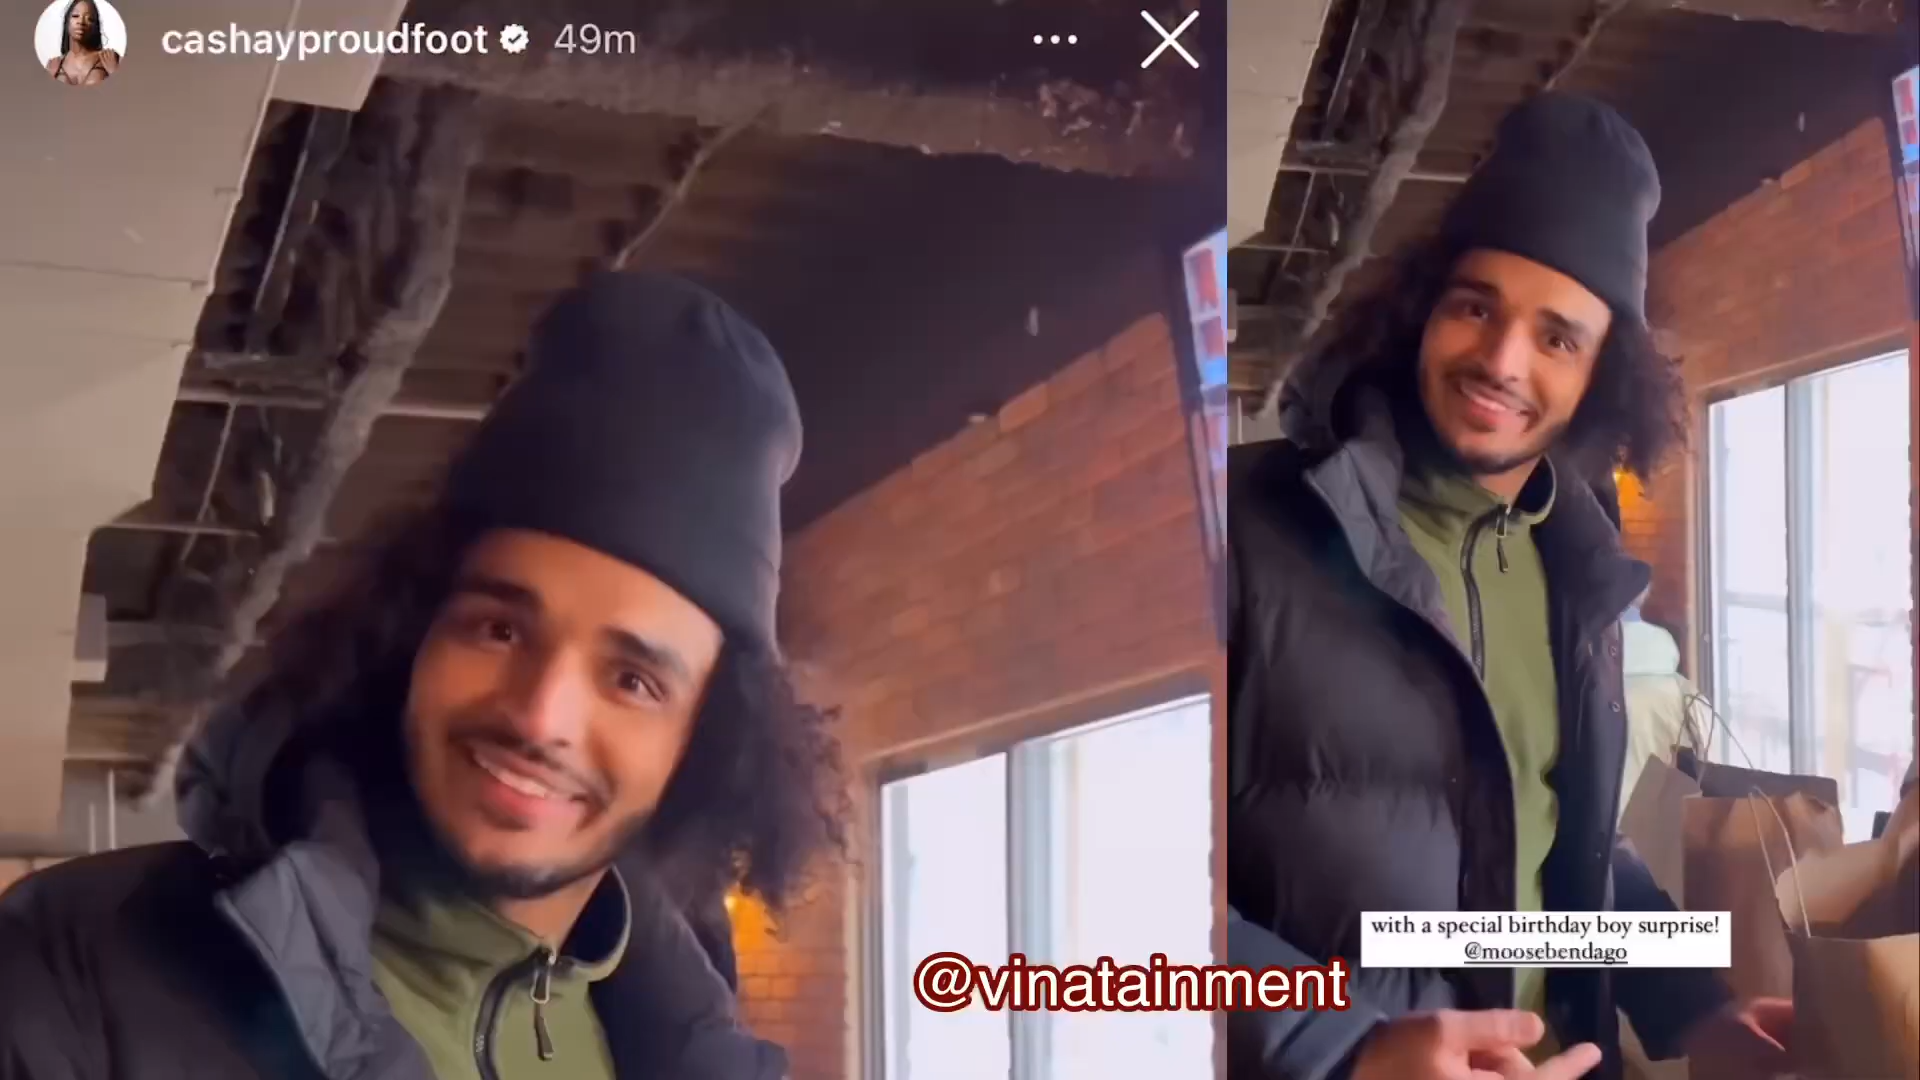 cashayproudfoot 49m
with a special birthday boy surprise!
@moosebendago
@vinatainment